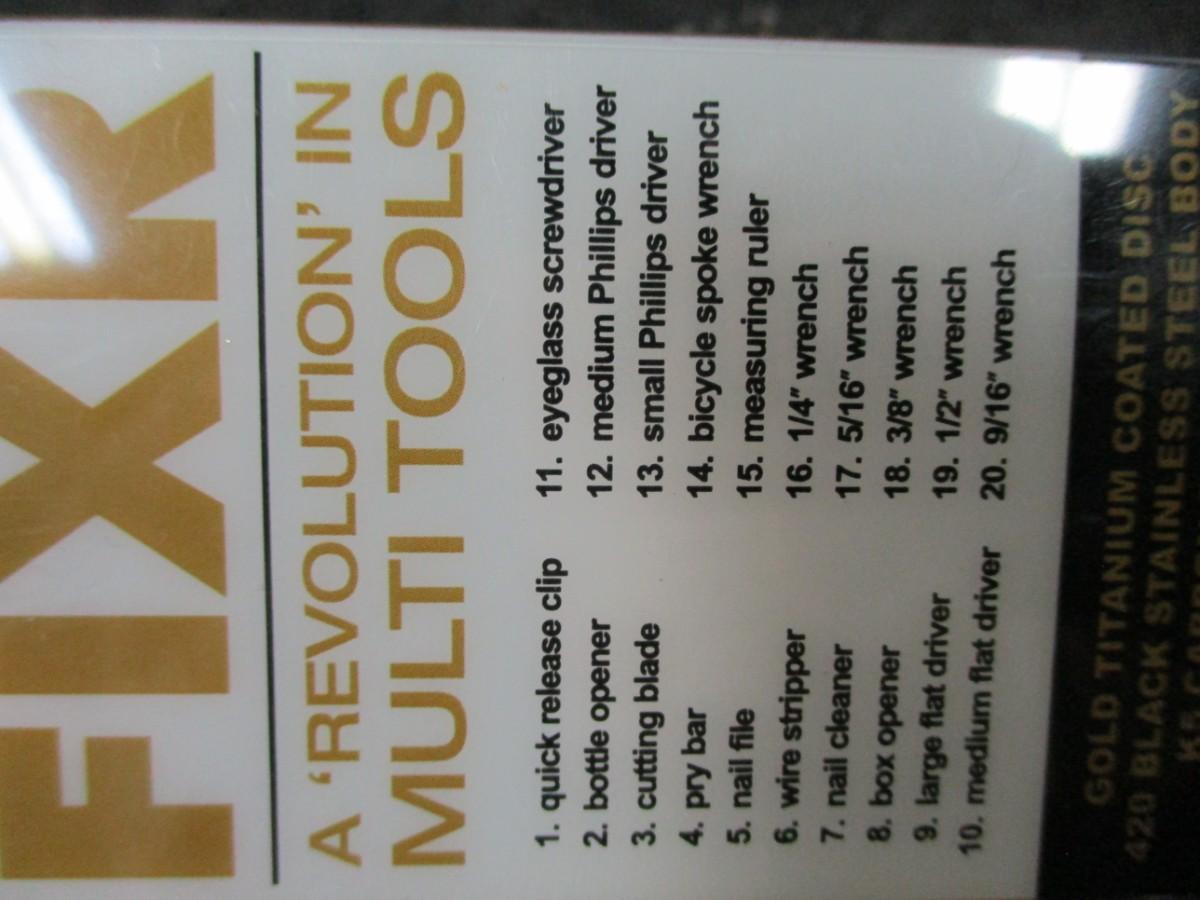 FIXR
A ‘REVOLUTION’ IN
MULTI TOOLS
1. quick release clip
2. bottle opener
3. cutting blade
4. pry bar
5. nail file
6. wire stripper
7. nail cleaner
8. box opener
9. large flat driver
10. medium flat driver
11. eyeglass screwdriver
12. medium Phillips driver
13. small Phillips driver
14. bicycle spoke wrench
15. measuring ruler
16. 1/4″ wrench
17. 5/16″ wrench
18. 3/8″ wrench
19. 1/2″ wrench
20. 9/16″ wrench
GOLD TITANIUM COATED DISC
420 BLACK STAINLESS STEEL BODY